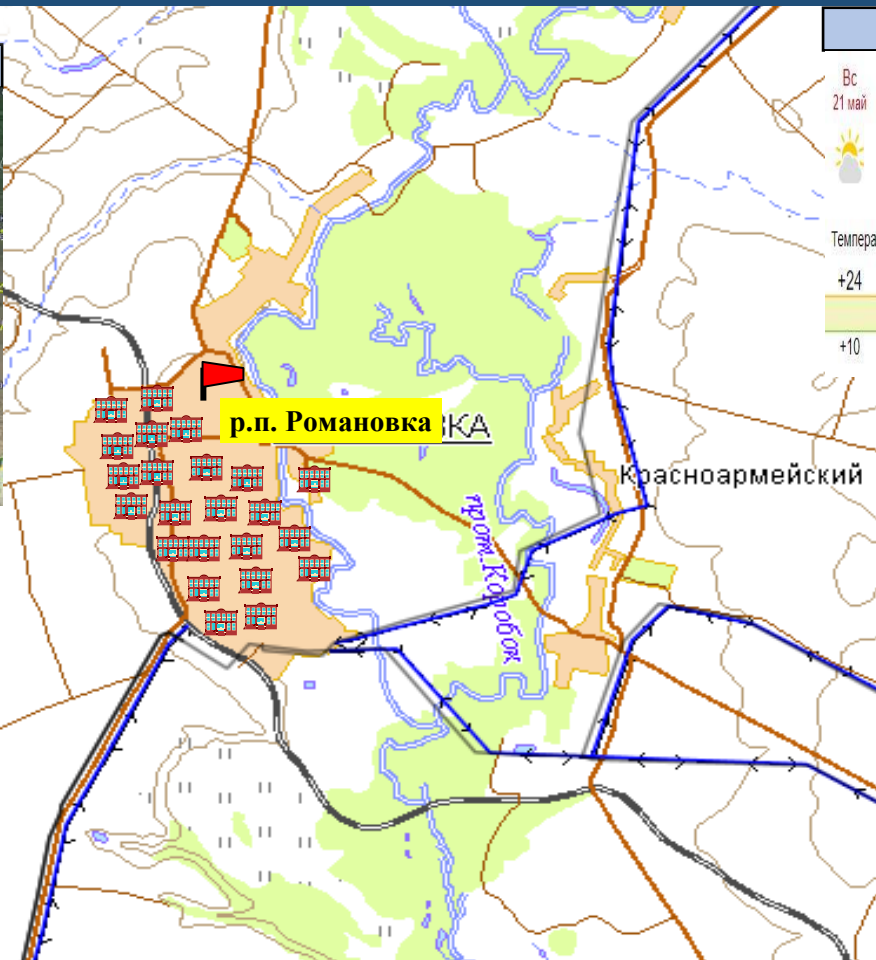 Вс
21 май
Темпера
+24
+10
р.п. Романовка
ВКА
Красноармейский
прот. Коробок